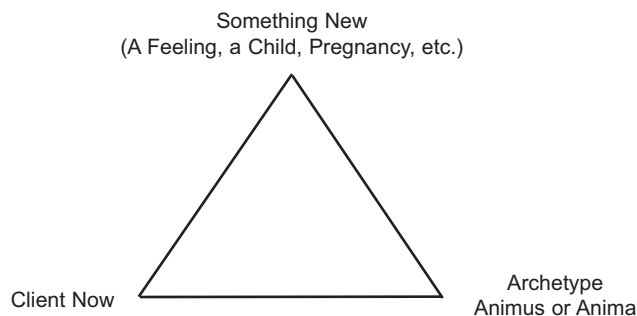 Something New
(A Feeling, a Child, Pregnancy, etc.)
Client Now
Archetype
Animus or Anima